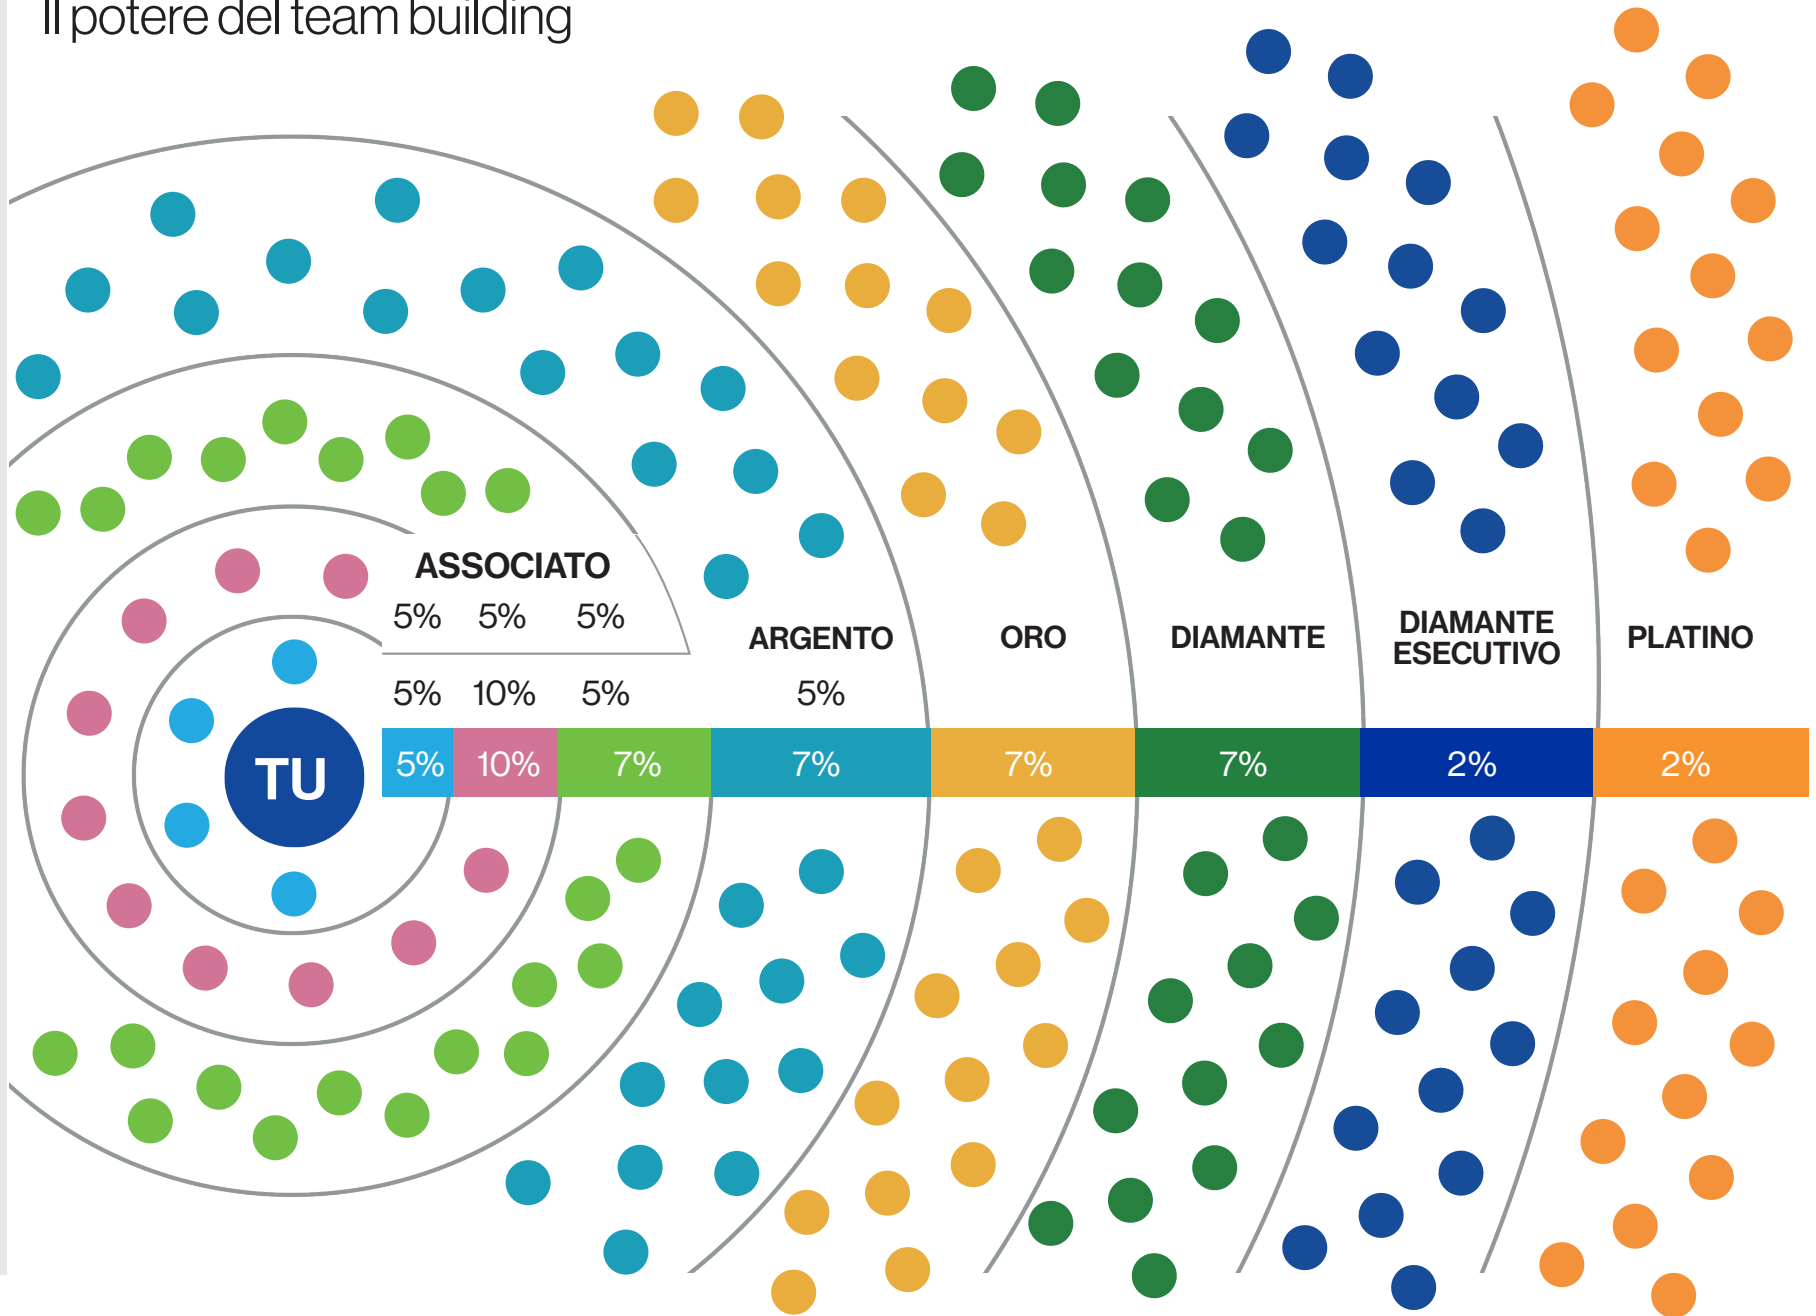 Il potere del team building
ASSOCIATO
5% 5% 5%
ARGENTO
ORO
DIAMANTE
DIAMANTE
ESECUTIVO
PLATINO
5% 10% 5% 5%
TU
5% 10% 7% 7% 7% 7% 2% 2%